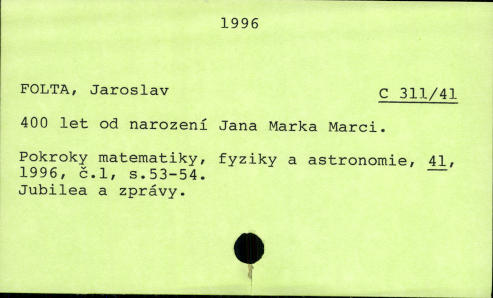 1996
FOLTA, Jaroslav C 311/41
400 let od narození Jana Marka Marci.
Pokroky matematiky, fyziky a astronomie, 41,
1996, č.1, s.53-54.
Jubilea a zprávy.